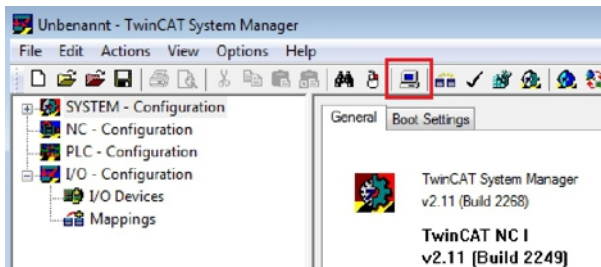 Unbenannt - TwinCAT System Manager
File Edit Actions View Options Help
SYSTEM - Configuration
NC - Configuration
PLC - Configuration
I/O - Configuration
I/O Devices
Mappings
General Boot Settings
TwinCAT System Manager
v2.11 (Build 2268)
TwinCAT NC I
v2.11 (Build 2249)